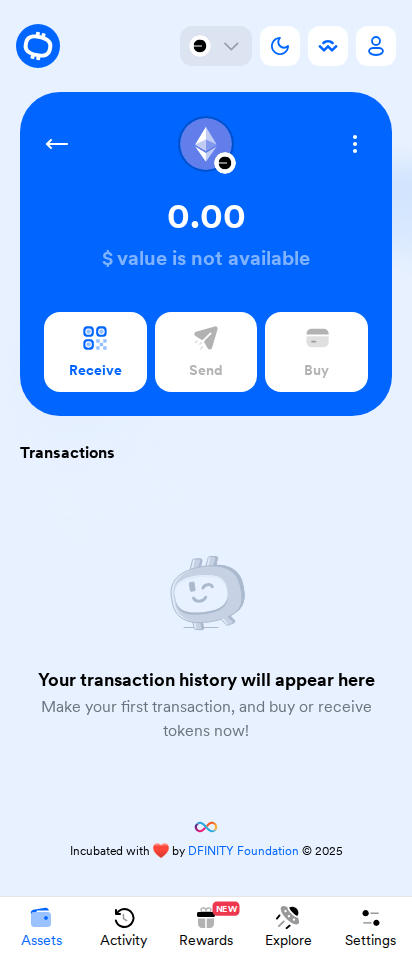 0.00
$ value is not available
Receive
Send
Buy
Transactions
Your transaction history will appear here
Make your first transaction, and buy or receive
tokens now!
Incubated with ❤️ by DFINITY Foundation © 2025
NEW
Assets
Activity
Rewards
Explore
Settings